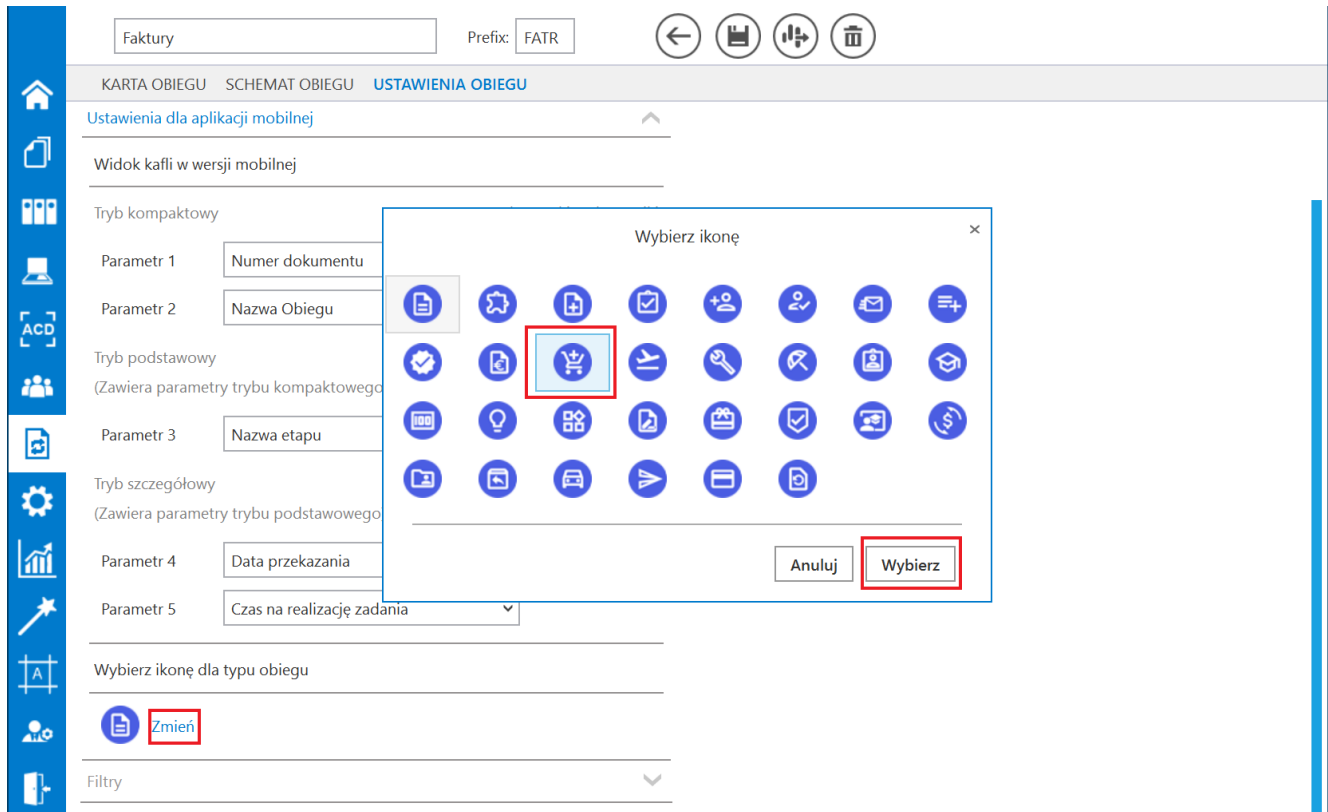 Faktury Prefix: FATR
KARTA OBIEGU SCHEMAT OBIEGU USTAWIENIA OBIEGU
Ustawienia dla aplikacji mobilnej
Widok kafli w wersji mobilnej
Tryb kompaktowy
Parametr 1 Numer dokumentu
Parametr 2 Nazwa Obiegu
Tryb podstawowy
(Zawiera parametry trybu kompaktowego
Parametr 3 Nazwa etapu
Tryb szczegółowy
(Zawiera parametry trybu podstawowego
Parametr 4 Data przekazania
Parametr 5 Czas na realizację zadania
Wybierz ikonę dla typu obiegu
Zmień
Filtry
Wybierz ikonę
Anuluj Wybierz
ACD
A
100